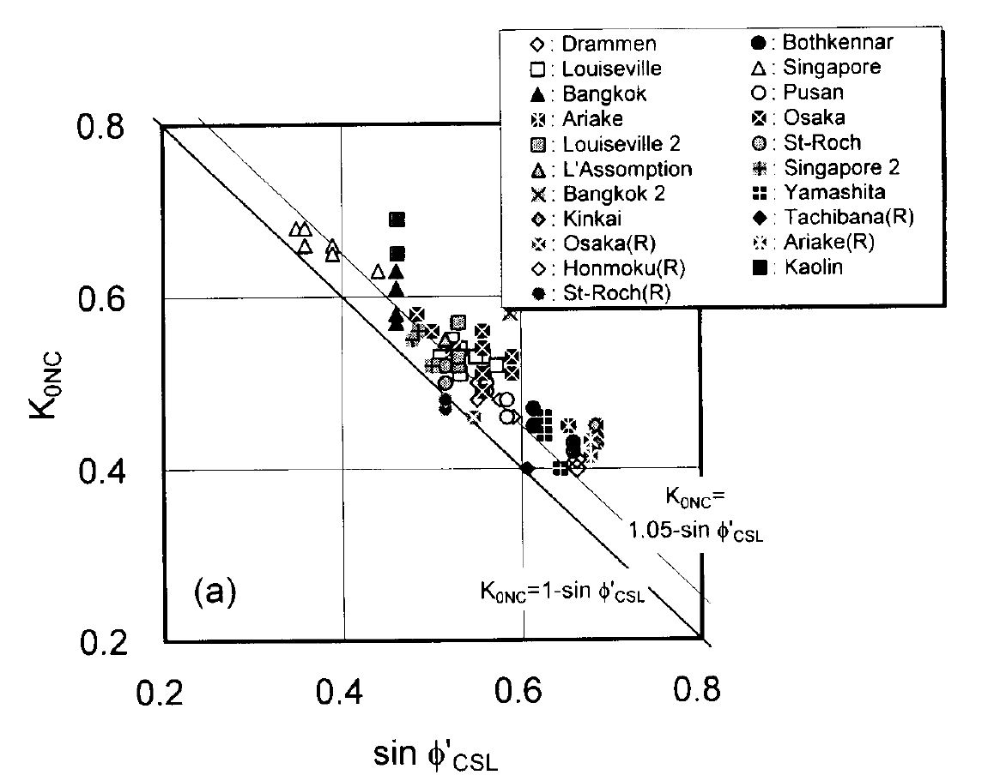 : Drammen
: Louiseville
: Bangkok
: Ariake
: Louiseville 2
: L'Assomption
: Bangkok 2
: Kinkai
: Osaka(R)
: Honmoku(R)
: St-Roch(R)
: Bothkennar
: Singapore
: Pusan
: Osaka
: St-Roch
: Singapore 2
: Yamashita
: Tachibana(R)
: Ariake(R)
: Kaolin
0.8
0.6
0.4
0.2
K0NC
K0NC=
1.05-sin ϕ'CSL
K0NC=1-sin ϕ'CSL
(a)
0.2
0.4
0.6
0.8
sin ϕ'CSL